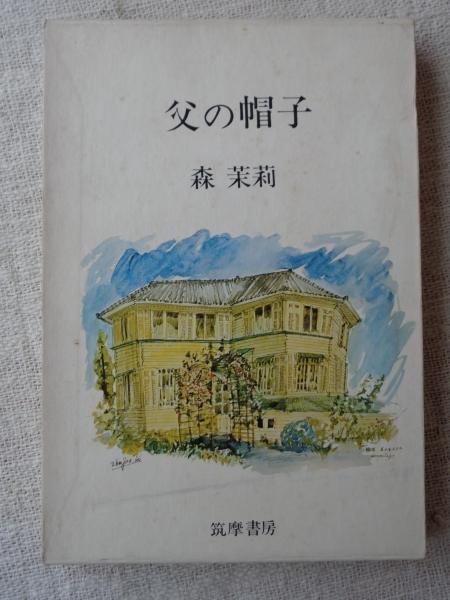 父の帽子
森 茉莉
筑摩書房